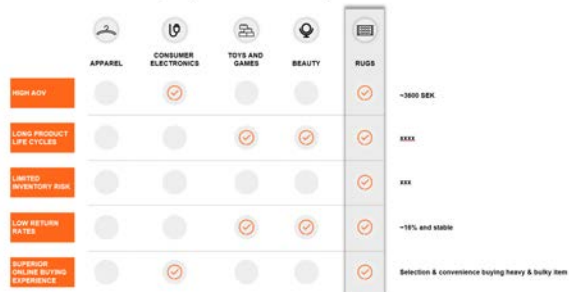 APPAREL
CONSUMER
ELECTRONICS
TOYS AND
GAMES
BEAUTY
RUGS
HIGH AOV
~3600 SEK
LONG PRODUCT
LIFE CYCLES
xxxx
LIMITED
INVENTORY RISK
xxx
LOW RETURN
RATES
~16% and stable
SUPERIOR
ONLINE BUYING
EXPERIENCE
Selection & convenience buying heavy & bulky item